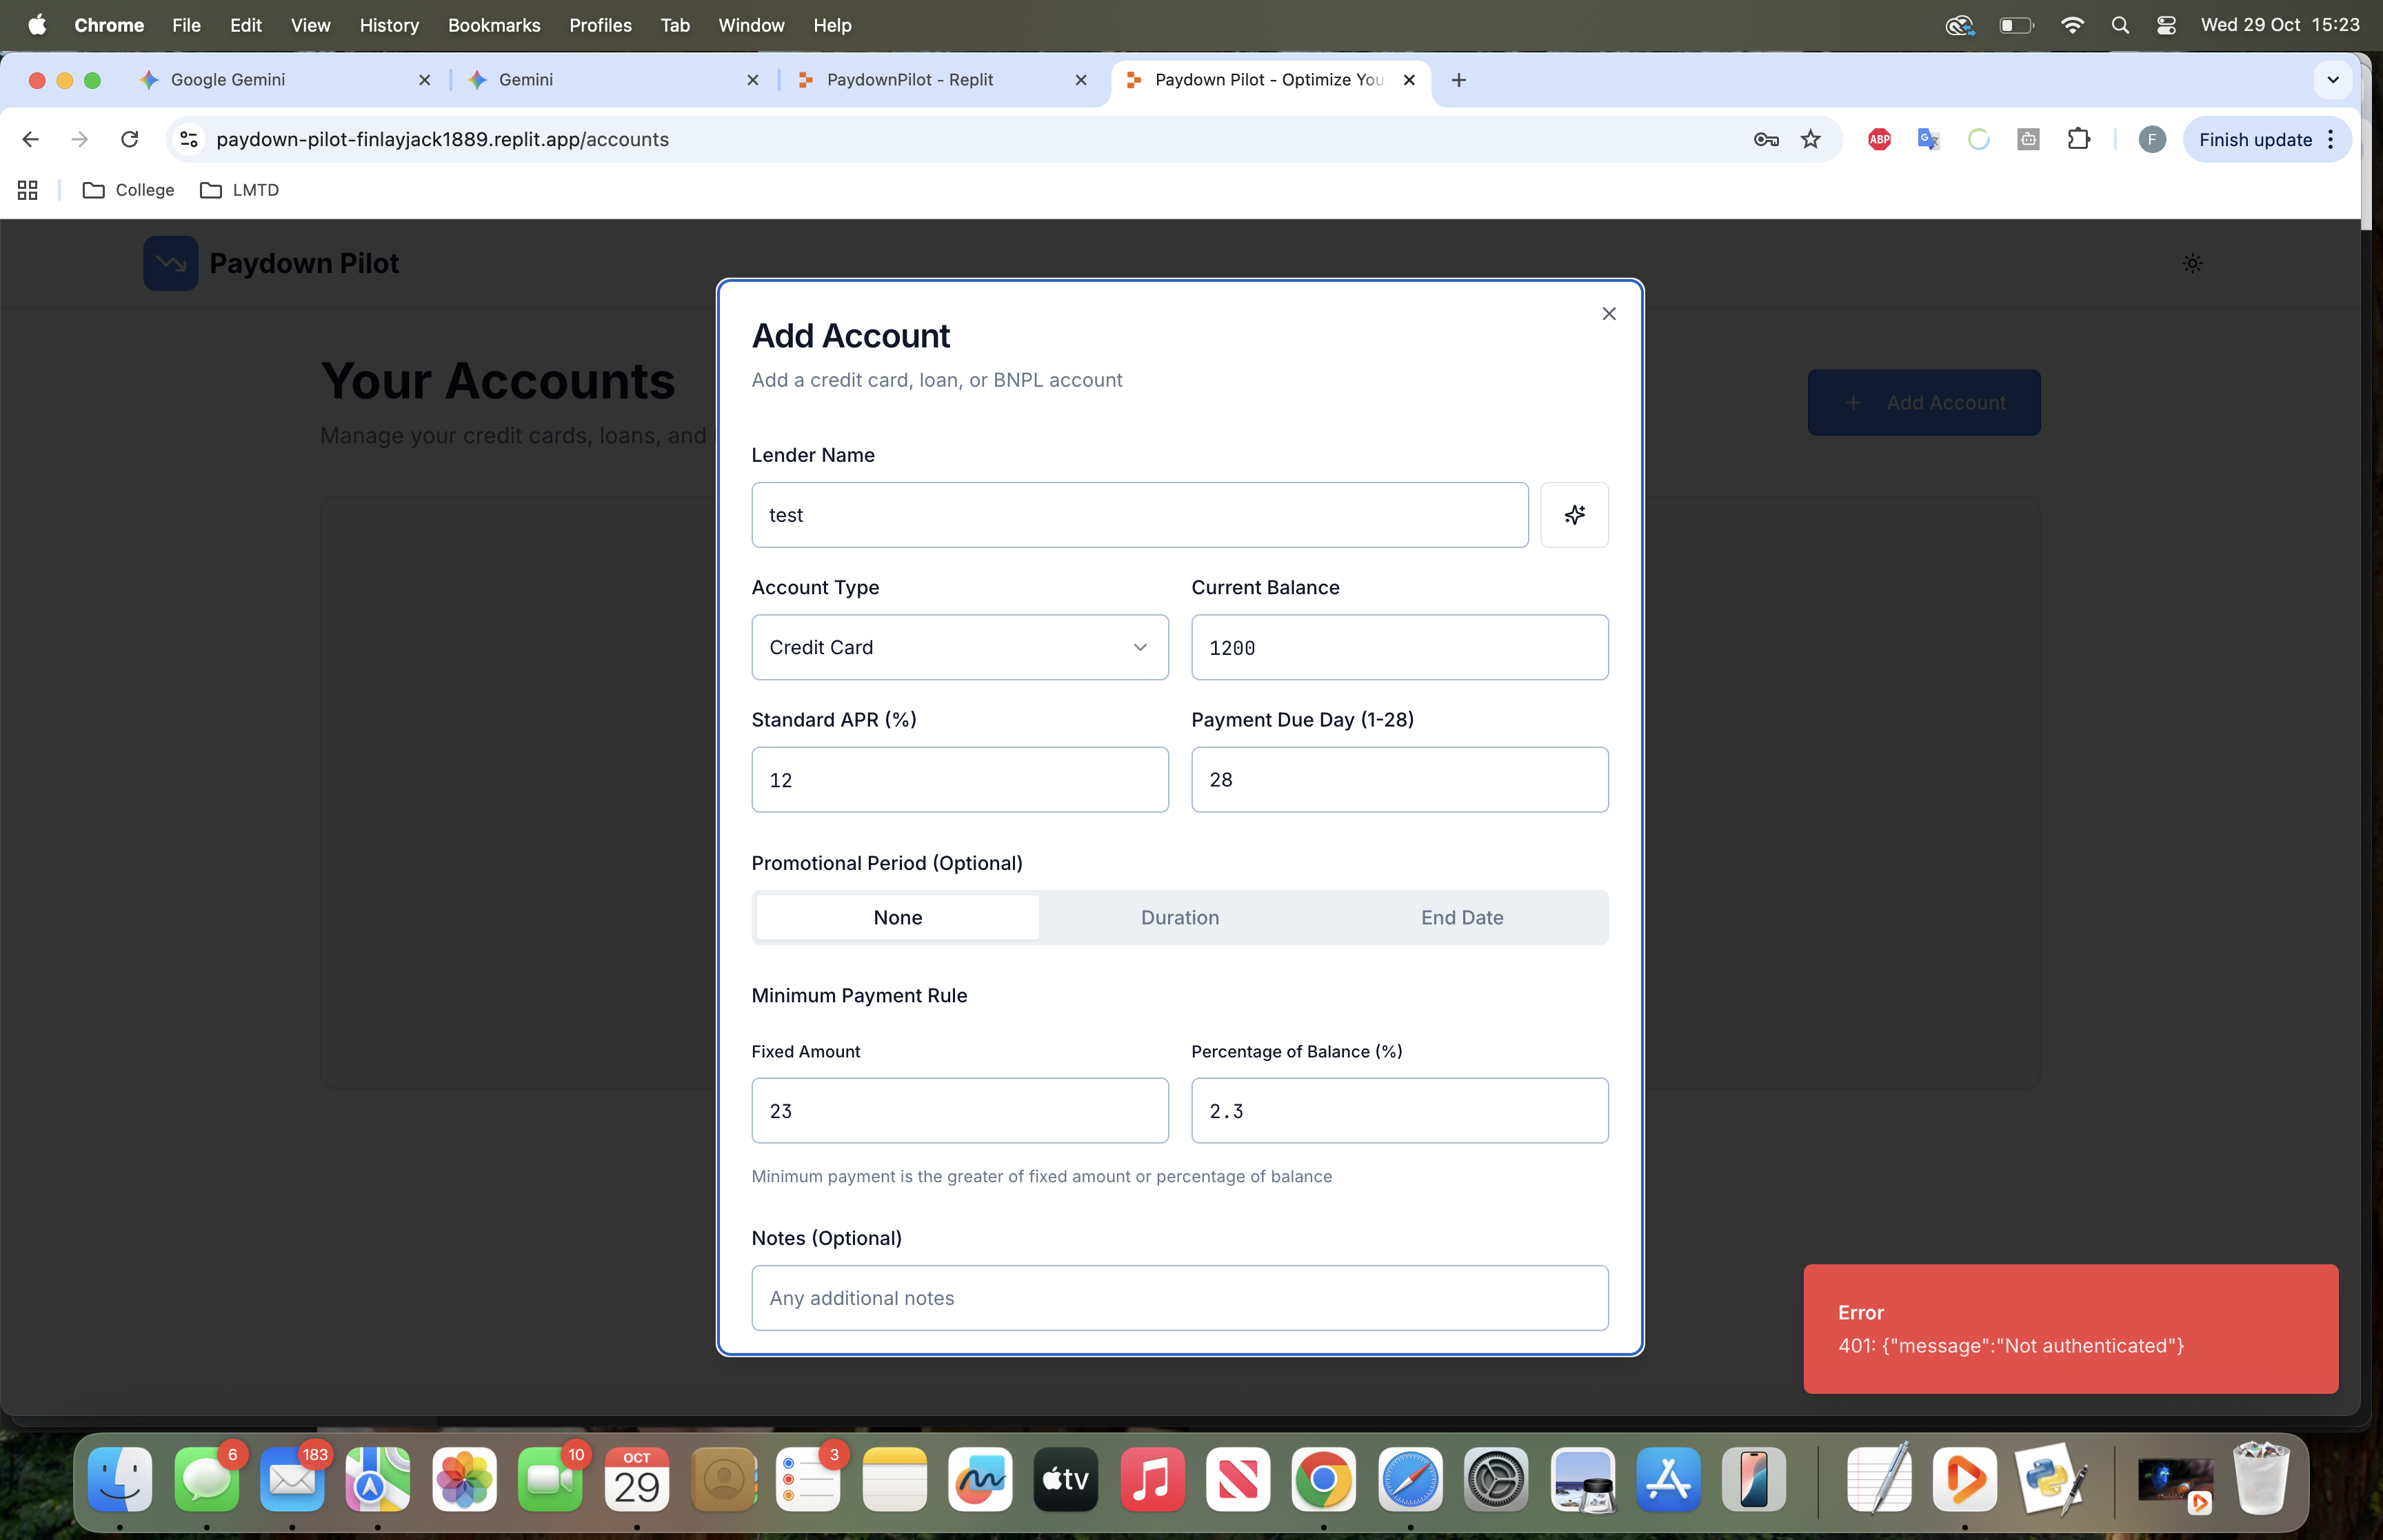 Chrome File Edit View History Bookmarks Profiles Tab Window Help Wed 29 Oct 15:23
Google Gemini Gemini PaydownPilot - Replit Paydown Pilot - Optimize You
paydown-pilot-finlayjack1889.replit.app/accounts ABP G F Finish update
College LMTD
Paydown Pilot
Your Accounts
Manage your credit cards, loans, and
+ Add Account
Add Account
Add a credit card, loan, or BNPL account
Lender Name
test
Account Type Current Balance
Credit Card 1200
Standard APR (%) Payment Due Day (1-28)
12 28
Promotional Period (Optional)
None Duration End Date
Minimum Payment Rule
Fixed Amount Percentage of Balance (%)
23 2.3
Minimum payment is the greater of fixed amount or percentage of balance
Notes (Optional)
Any additional notes
Error
401: {"message":"Not authenticated"}
6 183 10 OCT 3
29 tv